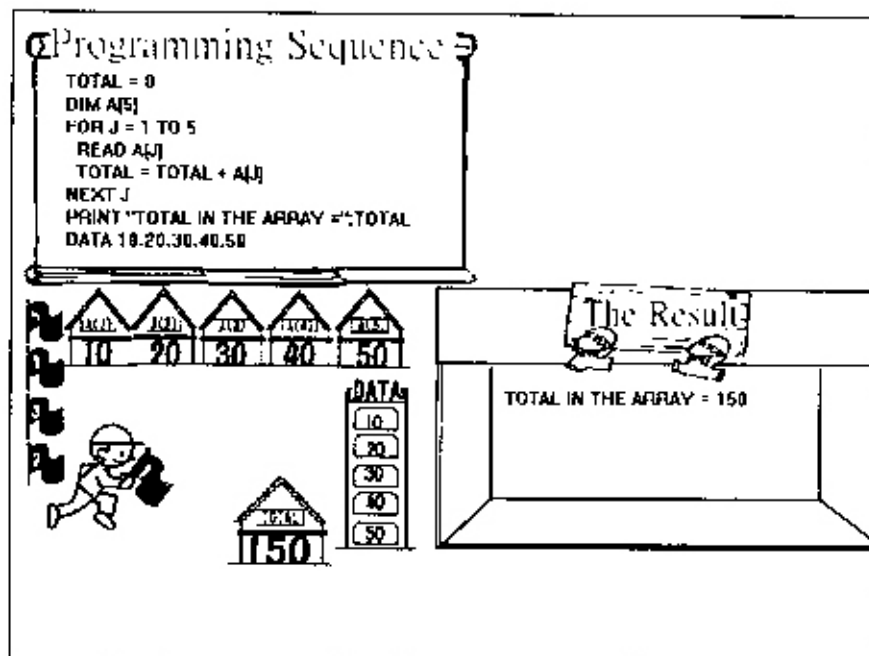 Programming Sequence
TOTAL = 0
DIM A[5]
FOR J = 1 TO 5
READ A[J]
TOTAL = TOTAL + A[J]
NEXT J
PRINT "TOTAL IN THE ARRAY =";TOTAL
DATA 10.20.30.40.50
10 20 30 40 50
DATA
10
20
30
40
50
TOTAL
150
The Result
TOTAL IN THE ARRAY = 150